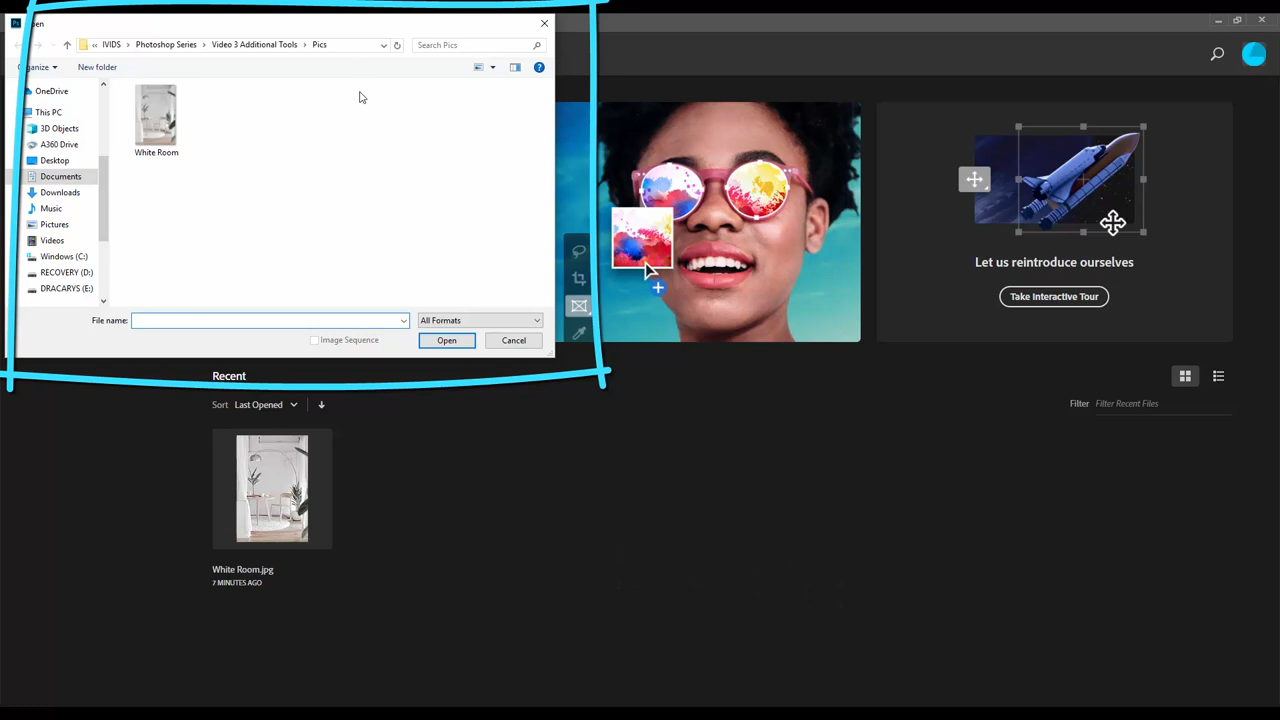 Ps Open
« IVIDS > Photoshop Series > Video 3 Additional Tools > Pics
Search Pics
Organize
New folder
OneDrive
This PC
3D Objects
A360 Drive
Desktop
Documents
Downloads
Music
Pictures
Videos
Windows (C:)
RECOVERY (D:)
DRACARYS (E:)
White Room
File name:
All Formats
Image Sequence
Open
Cancel
Let us reintroduce ourselves
Take Interactive Tour
Recent
Sort Last Opened
Filter Filter Recent Files
White Room.jpg
7 MINUTES AGO